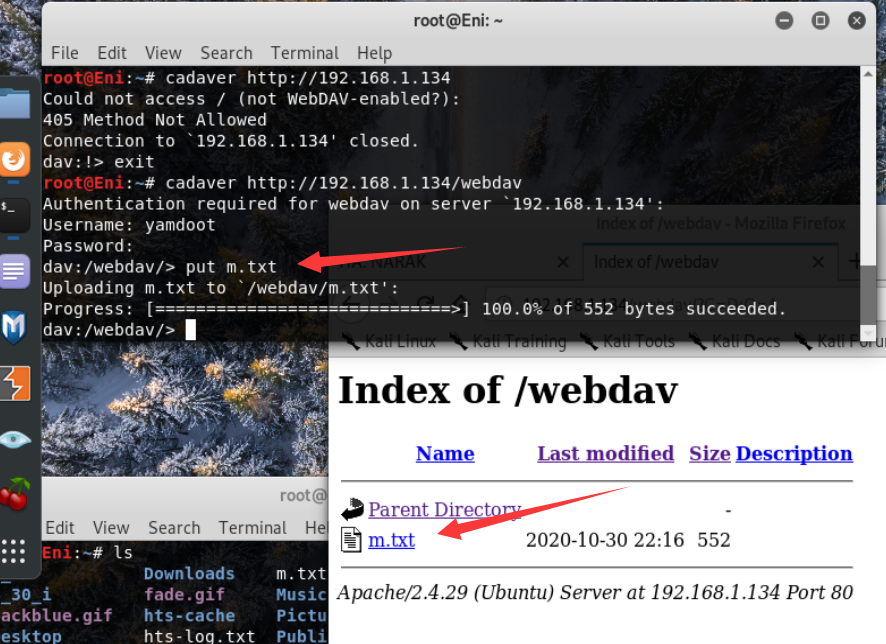 root@Eni: ~
File Edit View Search Terminal Help
root@Eni:~# cadaver http://192.168.1.134
Could not access / (not WebDAV-enabled?):
405 Method Not Allowed
Connection to `192.168.1.134' closed.
dav:!> exit
root@Eni:~# cadaver http://192.168.1.134/webdav
Authentication required for webdav on server `192.168.1.134':
Username: yamdoot
Password:
dav:/webdav/> put m.txt
Uploading m.txt to `/webdav/m.txt':
Progress: [=============================>] 100.0% of 552 bytes succeeded.
dav:/webdav/>
Index of /webdav - Mozilla Firefox
NARAK
Index of /webdav
Kali Linux Kali Training Kali Tools Kali Docs Kali Foru
Index of /webdav
Name Last modified Size Description
Parent Directory -
m.txt 2020-10-30 22:16 552
Apache/2.4.29 (Ubuntu) Server at 192.168.1.134 Port 80
root@
Edit View Search Terminal Hel
Eni:~# ls
Downloads m.txt
_30_i fade.gif Music
ackblue.gif hts-cache Pictu
esktop hts-log.txt Publi